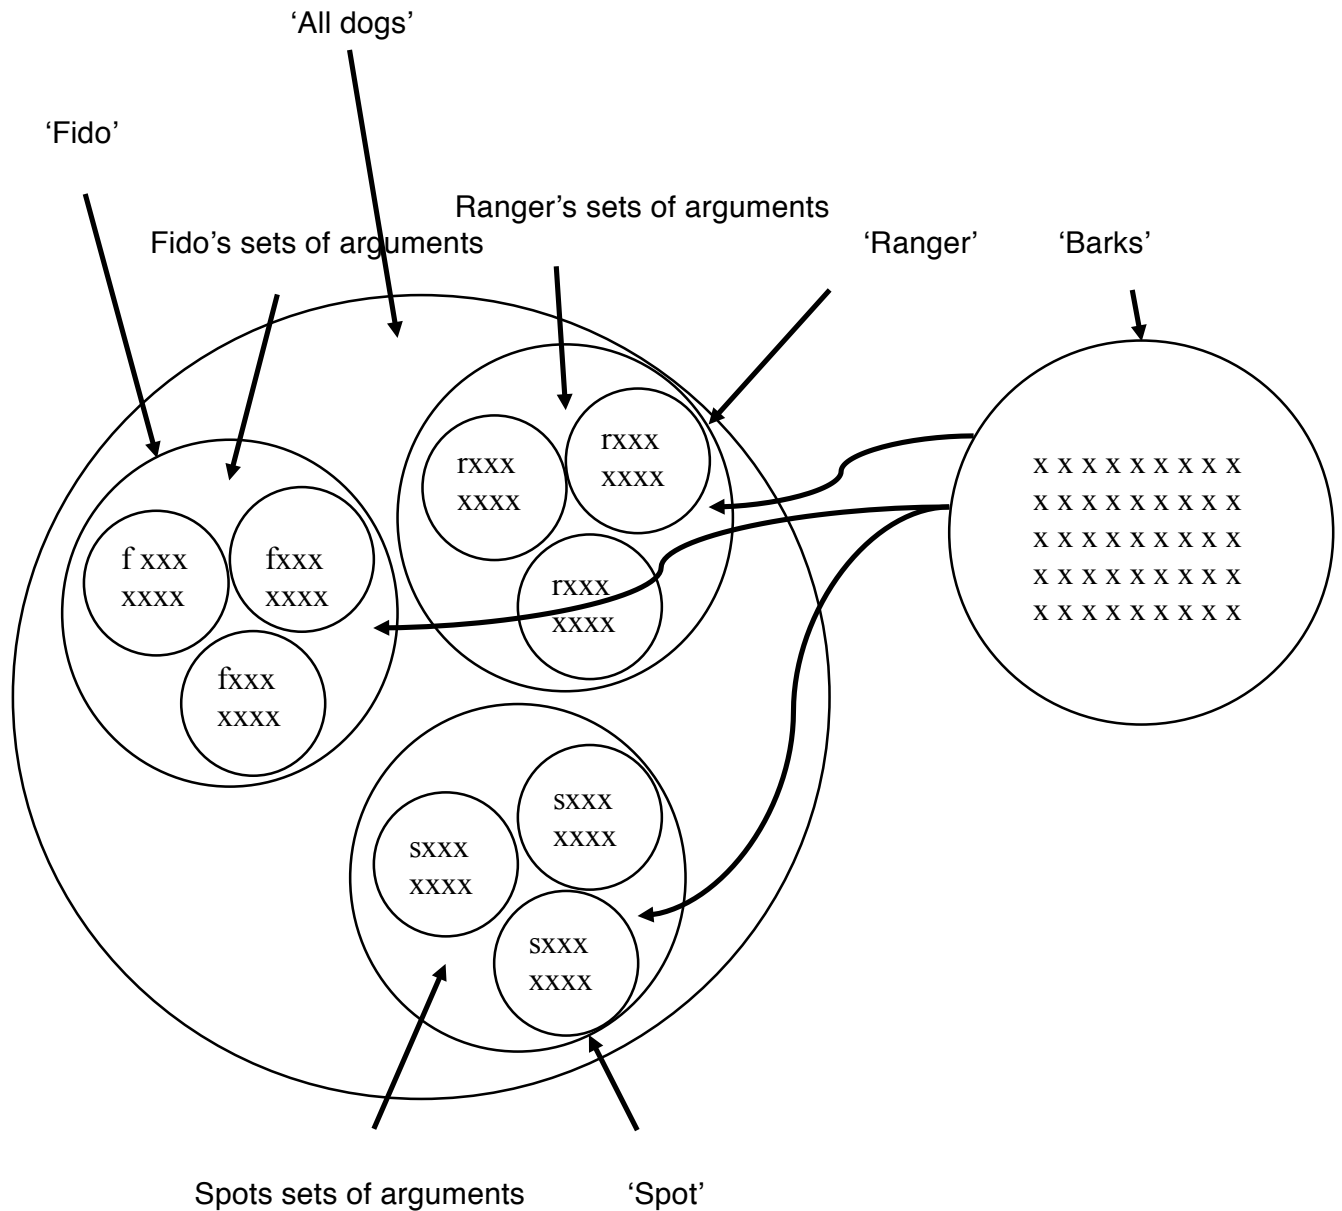 ‘All dogs’
‘Fido’
Ranger’s sets of arguments
Fido’s sets of arguments
‘Ranger’
‘Barks’
rxxx
xxxx
rxxx
xxxx
rxxx
xxxx
f xxx
xxxx
fxxx
xxxx
fxxx
xxxx
x x x x x x x x x
x x x x x x x x x
x x x x x x x x x
x x x x x x x x x
x x x x x x x x x
sxxx
xxxx
sxxx
xxxx
sxxx
xxxx
Spots sets of arguments
‘Spot’